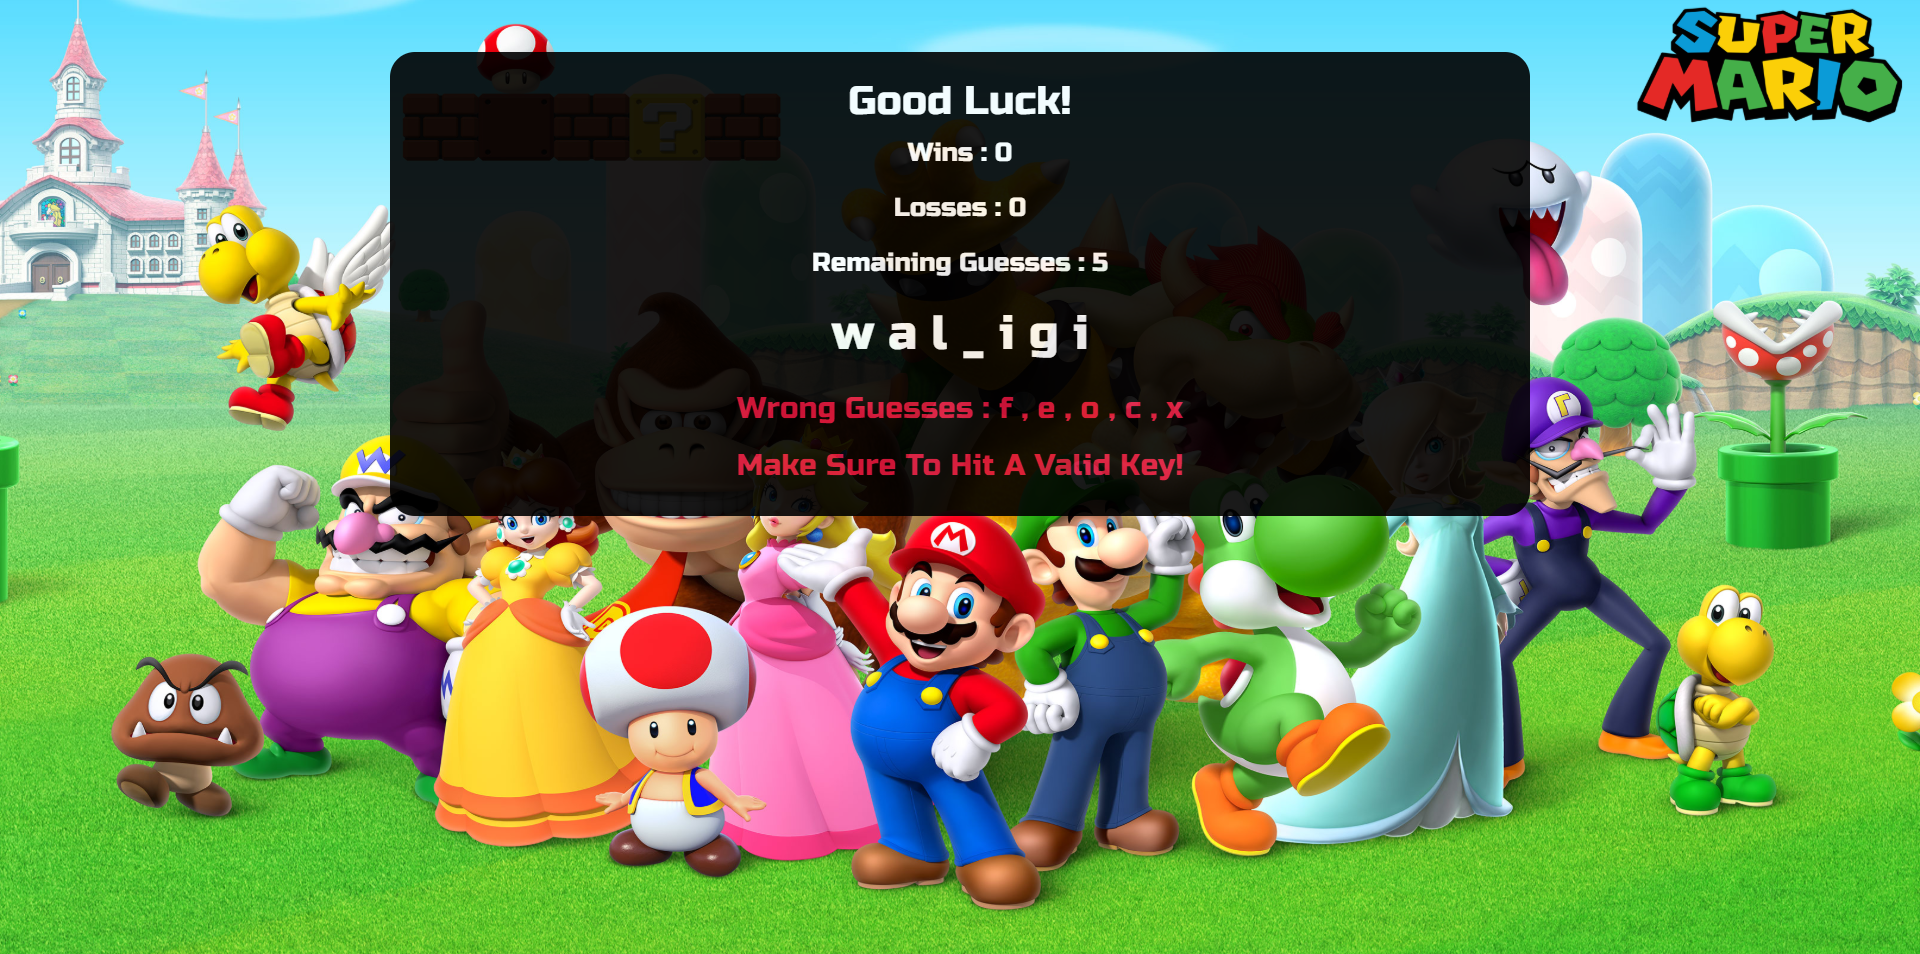 SUPER
MARIO
Good Luck!
Wins : 0
Losses : 0
Remaining Guesses : 5
w a l _ i g i
Wrong Guesses : f , e , o , c , x
Make Sure To Hit A Valid Key!
?
W
M